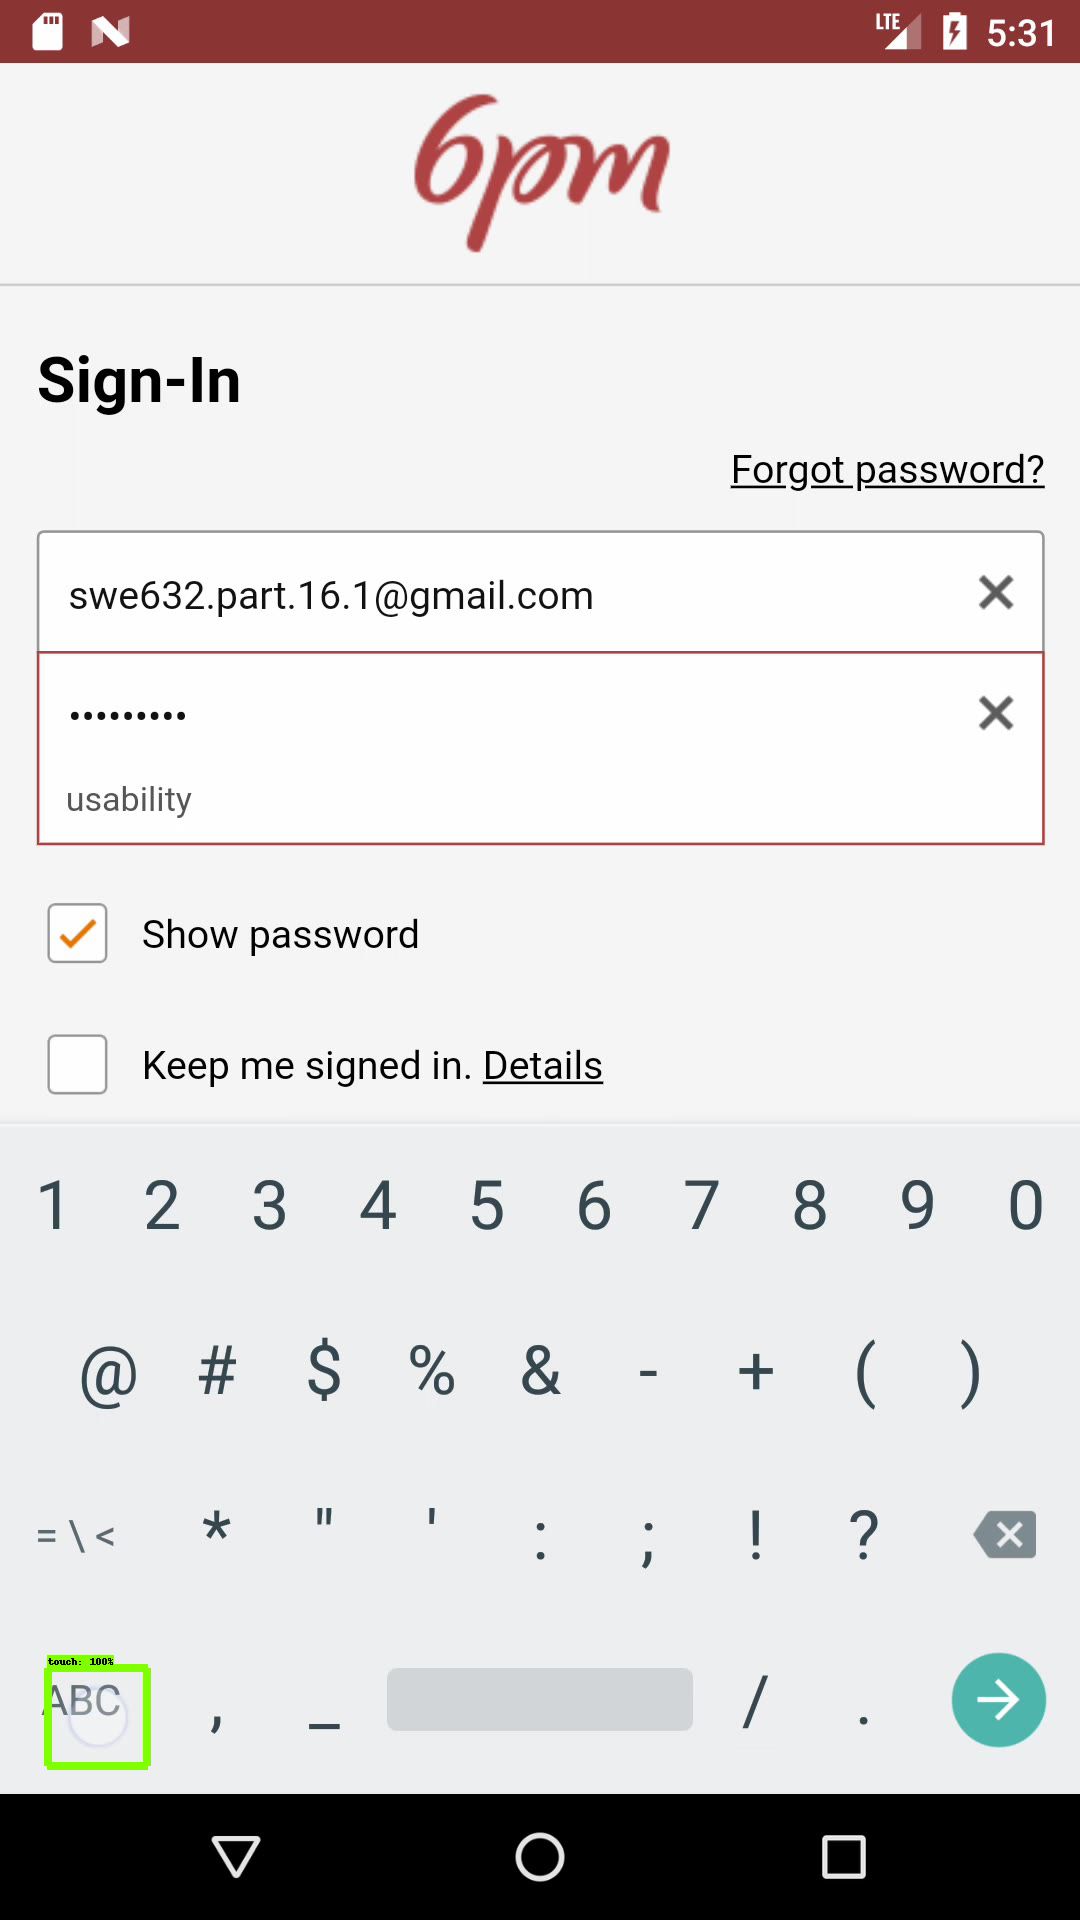 LTE 5:31
6pm
Sign-In
Forgot password?
swe632.part.16.1@gmail.com
•••••••••
usability
Show password
Keep me signed in. Details
1 2 3 4 5 6 7 8 9 0
@ # $ % & - + ( )
= \ < * " ' : ; ! ?
touch: 100%
ABC , _ / .